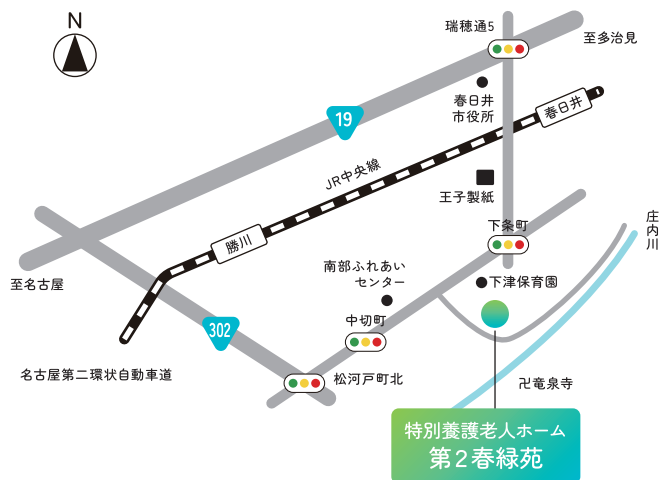 N
瑞穂通5
至多治見
19
春日井
市役所
春日井
JR中央線
王子製紙
勝川
下条町
庄内川
至名古屋
南部ふれあい
センター
下津保育園
302
中切町
名古屋第二環状自動車道
松河戸町北
卍竜泉寺
特別養護老人ホーム
第2春緑苑